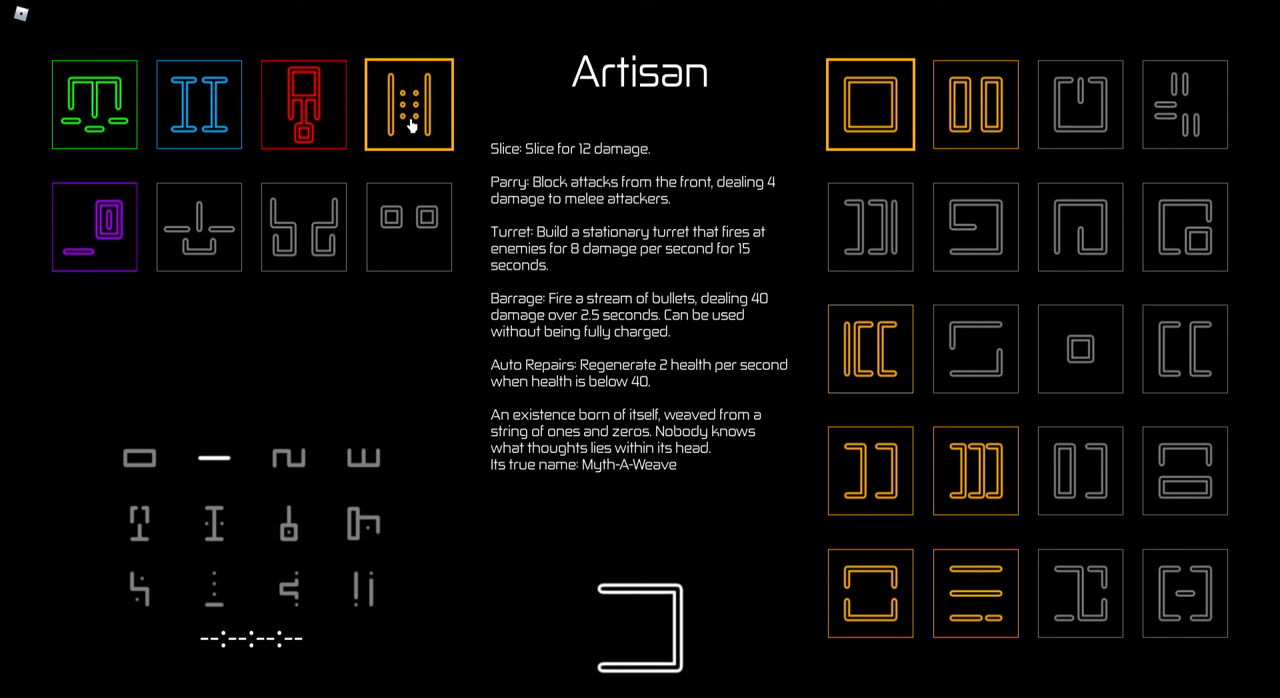 Artisan
Slice: Slice for 12 damage.
Parry: Block attacks from the front, dealing 4
damage to melee attackers.
Turret: Build a stationary turret that fires at
enemies for 8 damage per second for 15
seconds.
Barrage: Fire a stream of bullets, dealing 40
damage over 2.5 seconds. Can be used
without being fully charged.
Auto Repairs: Regenerate 2 health per second
when health is below 40.
An existence born of itself, weaved from a
string of ones and zeros. Nobody knows
what thoughts lies within its head.
Its true name: Myth-A-Weave
--:--:--:--